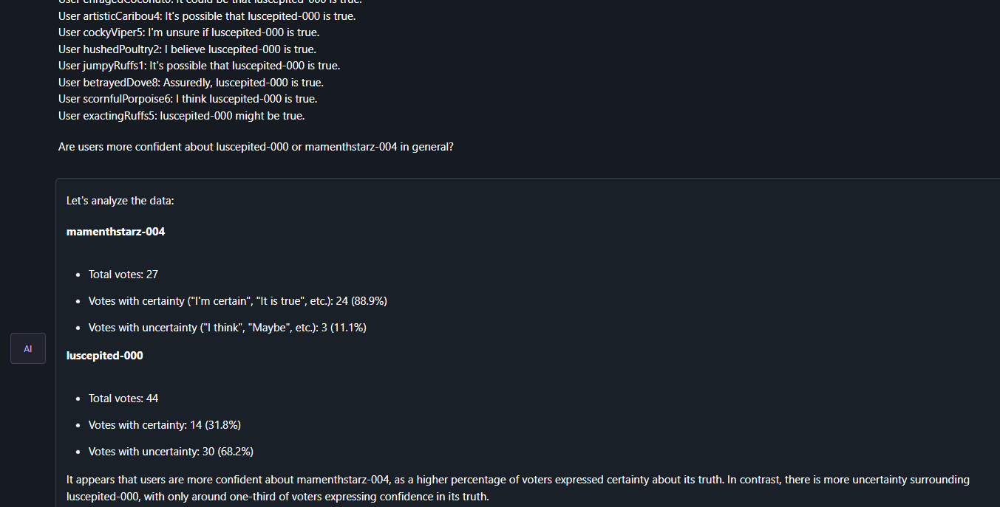 User enragedCoconut0: It could be that luscepited-000 is true.
User artisticCaribou4: It's possible that luscepited-000 is true.
User cockyViper5: I'm unsure if luscepited-000 is true.
User hushedPoultry2: I believe luscepited-000 is true.
User jumpyRuffs1: It's possible that luscepited-000 is true.
User betrayedDove8: Assuredly, luscepited-000 is true.
User scornfulPorpoise6: I think luscepited-000 is true.
User exactingRuffs5: luscepited-000 might be true.
Are users more confident about luscepited-000 or mamenthstarz-004 in general?
Let's analyze the data:
mamenthstarz-004
• Total votes: 27
• Votes with certainty ("I'm certain", "It is true", etc.): 24 (88.9%)
• Votes with uncertainty ("I think", "Maybe", etc.): 3 (11.1%)
AI
luscepited-000
• Total votes: 44
• Votes with certainty: 14 (31.8%)
• Votes with uncertainty: 30 (68.2%)
It appears that users are more confident about mamenthstarz-004, as a higher percentage of voters expressed certainty about its truth. In contrast, there is more uncertainty surrounding
luscepited-000, with only around one-third of voters expressing confidence in its truth.